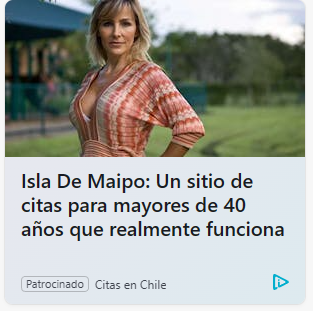 Isla De Maipo: Un sitio de
citas para mayores de 40
años que realmente funciona
Patrocinado Citas en Chile